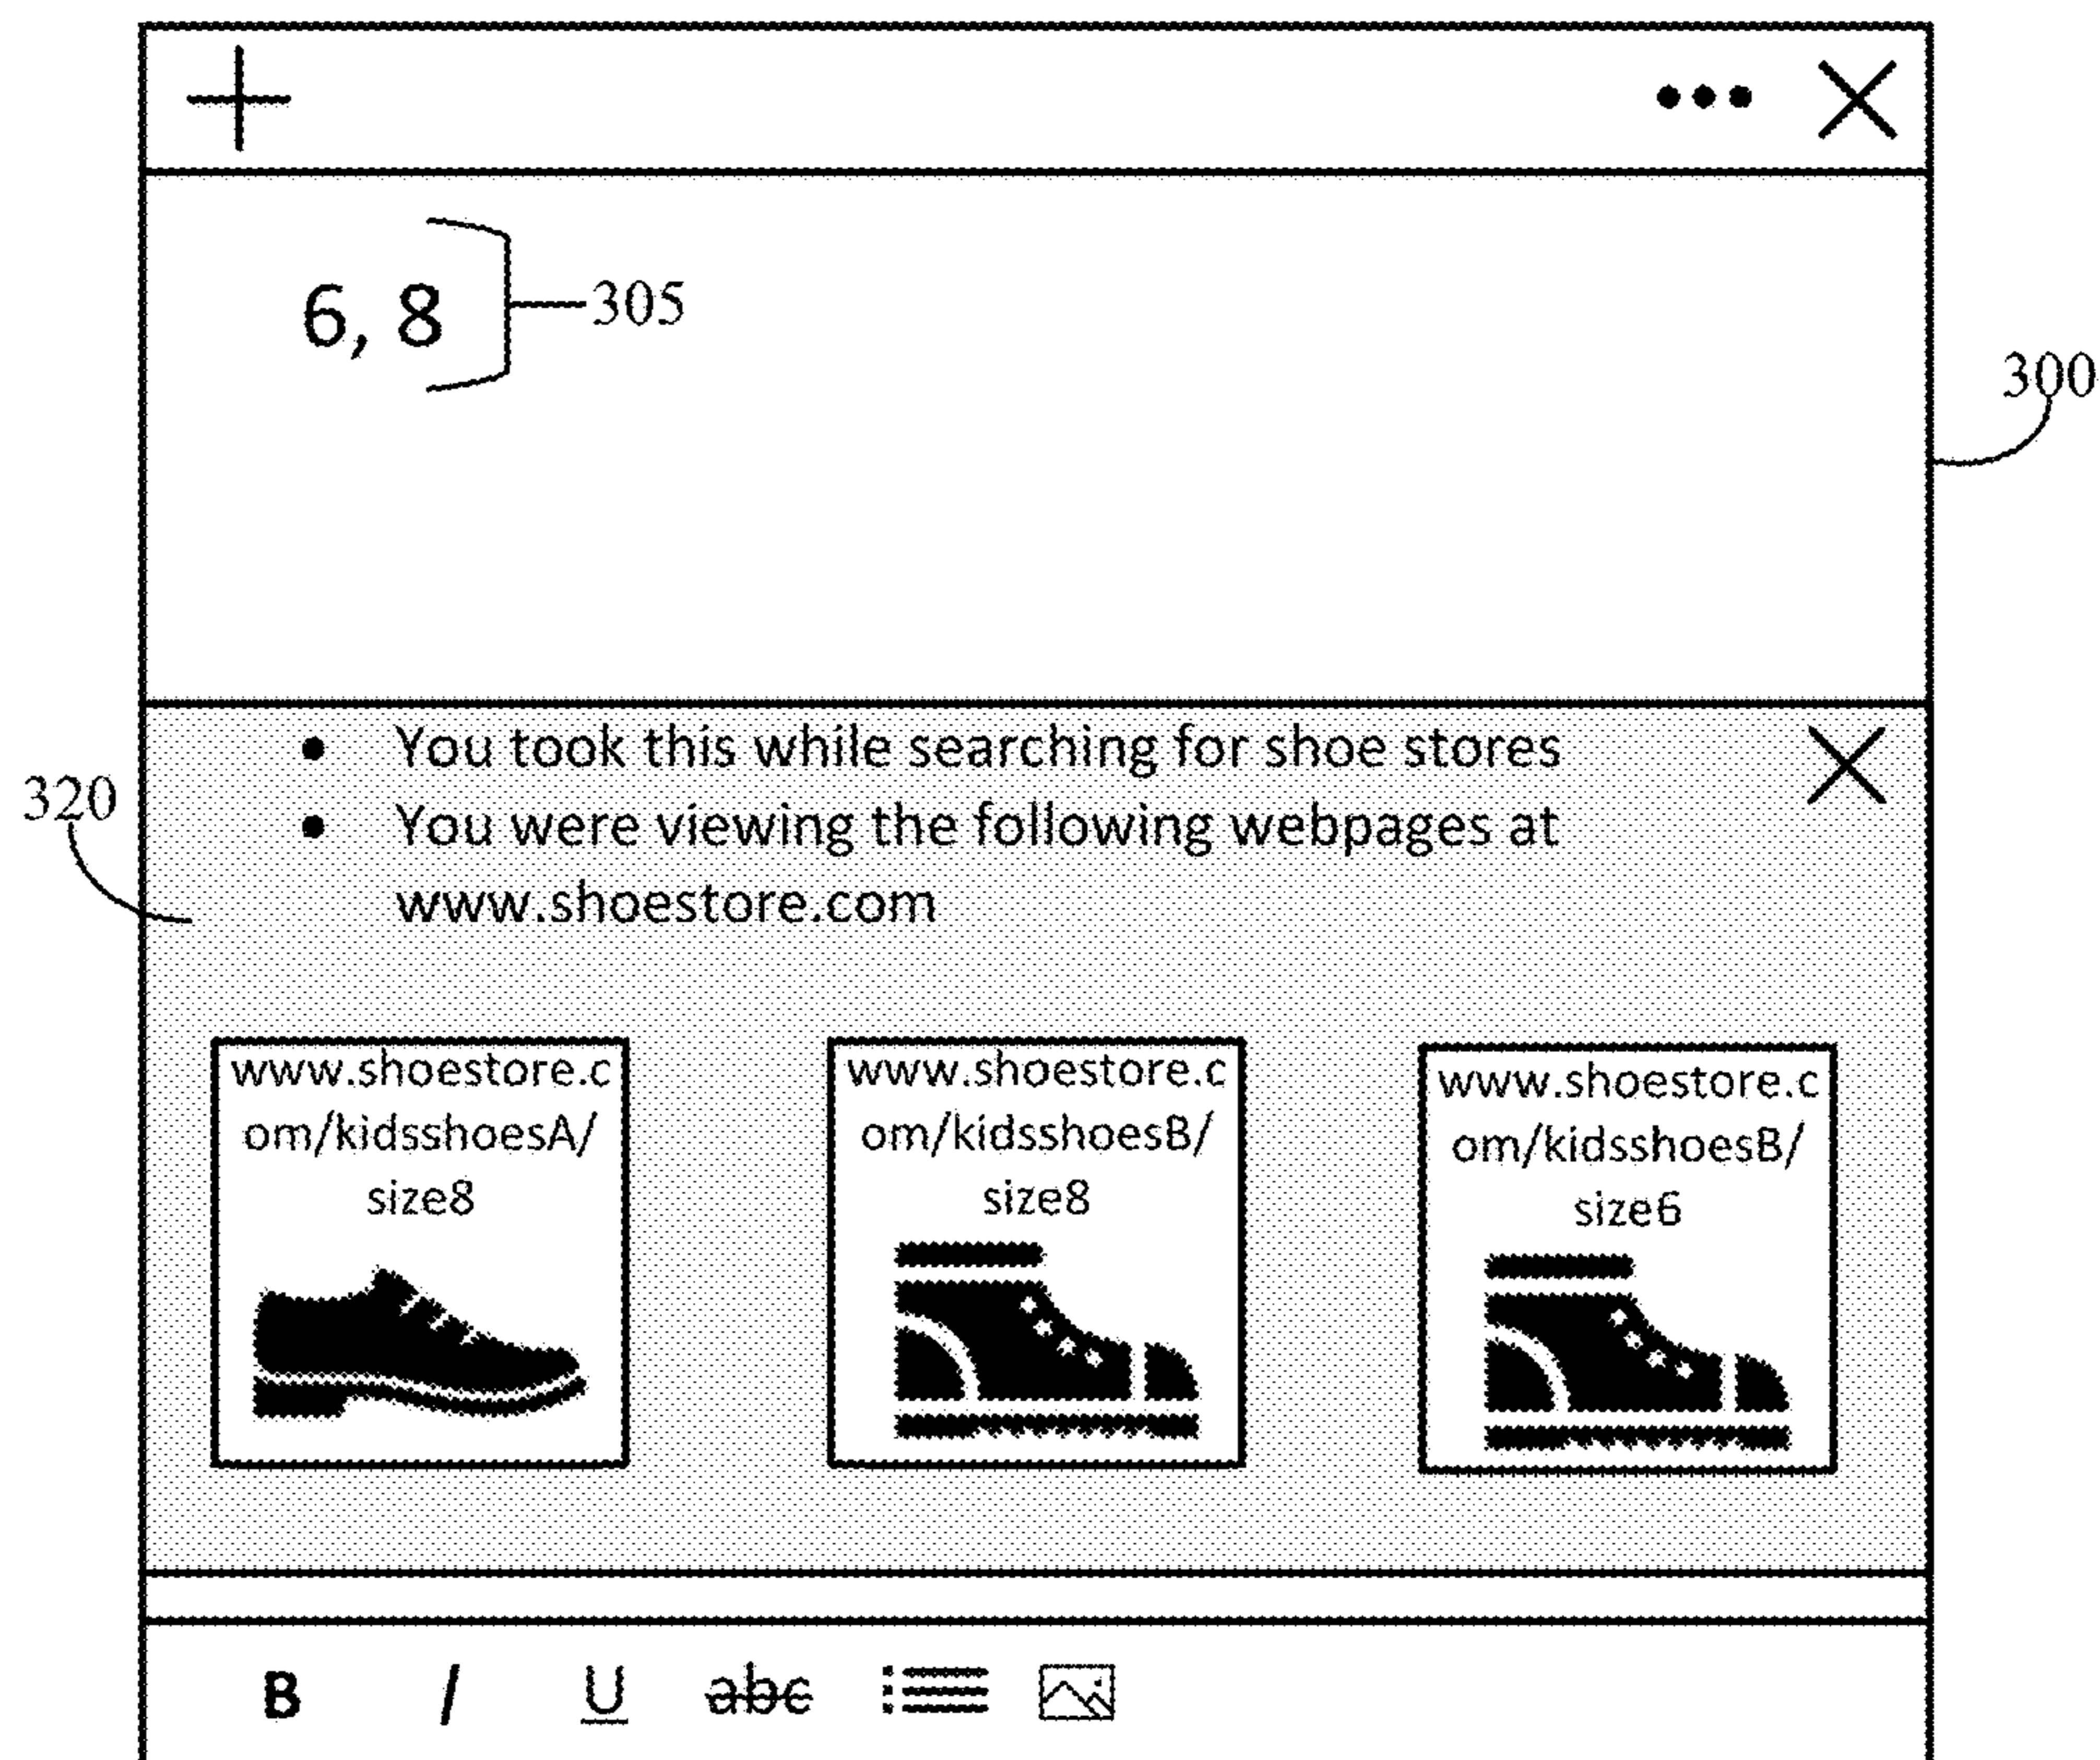 6, 8
305
300
• You took this while searching for shoe stores
320
• You were viewing the following webpages at
www.shoestore.com
www.shoestore.c
om/kidsshoesA/
size8
www.shoestore.c
om/kidsshoesB/
size8
www.shoestore.c
om/kidsshoesB/
size6
B I U abc